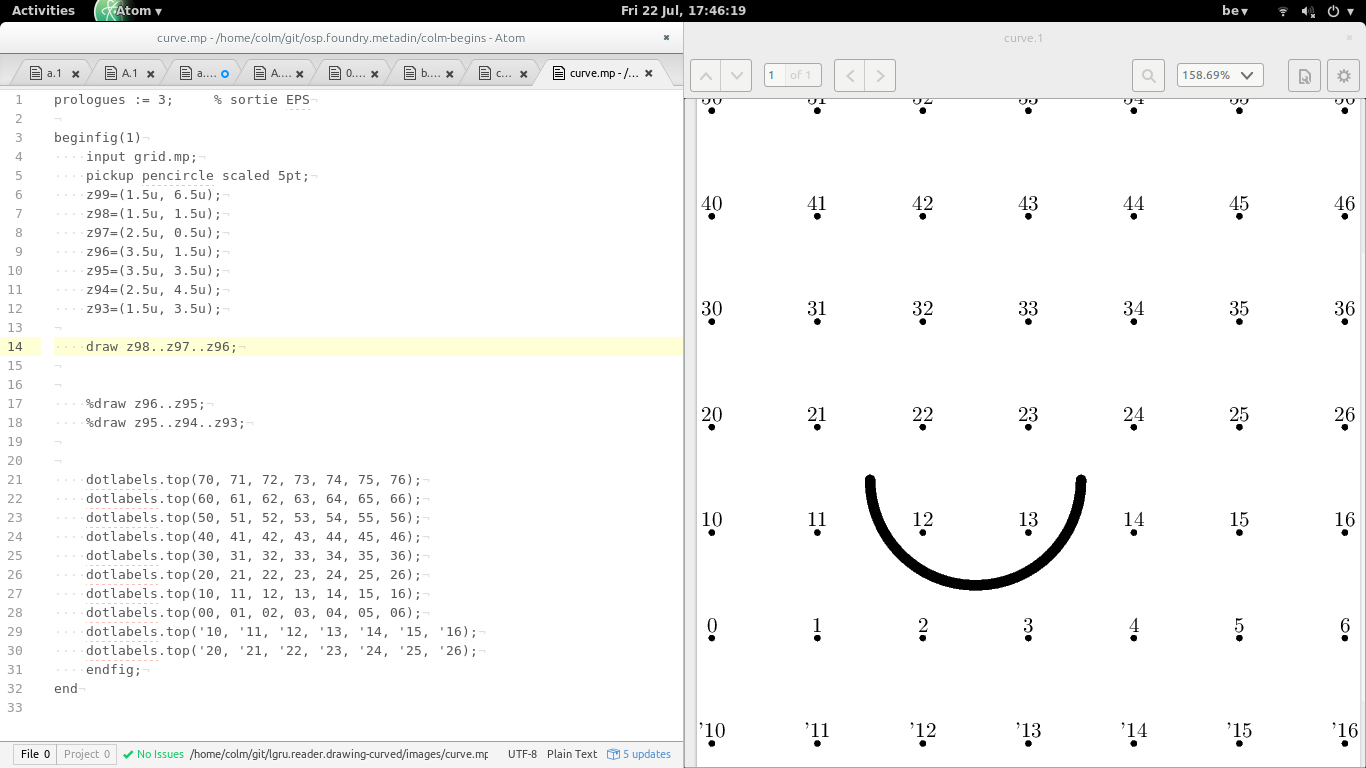 Activities
Atom ▾
Fri 22 Jul, 17:46:19
be▾
curve.mp - /home/colm/git/osp.foundry.metadin/colm-begins - Atom
curve.1
a.1
A.1
a....
A....
0....
b....
c...
curve.mp - /...
1 of 1
158.69%
1 prologues := 3;     % sortie EPS¬
2 ¬
3 beginfig(1)¬
4 ····input grid.mp;¬
5 ····pickup pencircle scaled 5pt;¬
6 ····z99=(1.5u, 6.5u);¬
7 ····z98=(1.5u, 1.5u);¬
8 ····z97=(2.5u, 0.5u);¬
9 ····z96=(3.5u, 1.5u);¬
10 ····z95=(3.5u, 3.5u);¬
11 ····z94=(2.5u, 4.5u);¬
12 ····z93=(1.5u, 3.5u);¬
13 ¬
14 ····draw z98..z97..z96;¬
15 ¬
16 ¬
17 ····%draw z96..z95;¬
18 ····%draw z95..z94..z93;¬
19 ¬
20 ¬
21 ····dotlabels.top(70, 71, 72, 73, 74, 75, 76);¬
22 ····dotlabels.top(60, 61, 62, 63, 64, 65, 66);¬
23 ····dotlabels.top(50, 51, 52, 53, 54, 55, 56);¬
24 ····dotlabels.top(40, 41, 42, 43, 44, 45, 46);¬
25 ····dotlabels.top(30, 31, 32, 33, 34, 35, 36);¬
26 ····dotlabels.top(20, 21, 22, 23, 24, 25, 26);¬
27 ····dotlabels.top(10, 11, 12, 13, 14, 15, 16);¬
28 ····dotlabels.top(00, 01, 02, 03, 04, 05, 06);¬
29 ····dotlabels.top('10, '11, '12, '13, '14, '15, '16);¬
30 ····dotlabels.top('20, '21, '22, '23, '24, '25, '26);¬
31 ····endfig;¬
32 end¬
33
50 51 52 53 54 55 56
40 41 42 43 44 45 46
30 31 32 33 34 35 36
20 21 22 23 24 25 26
10 11 12 13 14 15 16
0 1 2 3 4 5 6
'10 '11 '12 '13 '14 '15 '16
File 0 Project 0 No Issues /home/colm/git/lgru.reader.drawing-curved/images/curve.mp UTF-8 Plain Text 5 updates